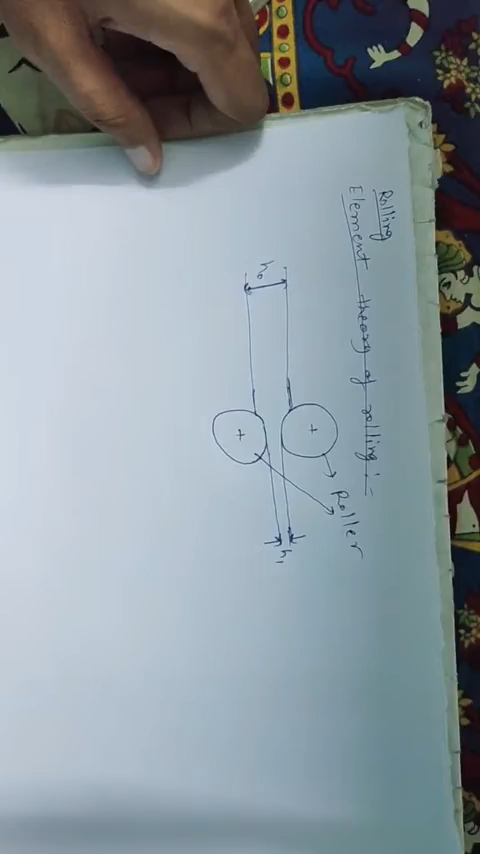 Rolling
Element theory of rolling :-
h₀
Roller
h₁